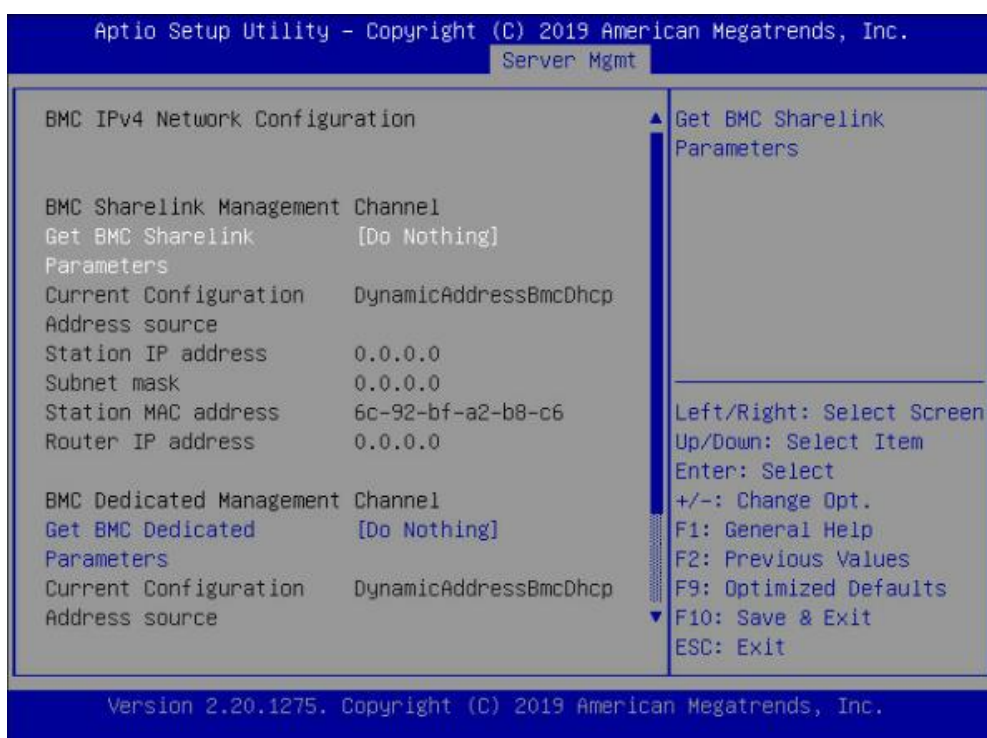 Aptio Setup Utility – Copyright (C) 2019 American Megatrends, Inc.
Server Mgmt
BMC IPv4 Network Configuration
BMC Sharelink Management Channel
Get BMC Sharelink [Do Nothing]
Parameters
Current Configuration DynamicAddressBmcDhcp
Address source
Station IP address 0.0.0.0
Subnet mask 0.0.0.0
Station MAC address 6c-92-bf-a2-b8-c6
Router IP address 0.0.0.0
BMC Dedicated Management Channel
Get BMC Dedicated [Do Nothing]
Parameters
Current Configuration DynamicAddressBmcDhcp
Address source
Get BMC Sharelink
Parameters
Left/Right: Select Screen
Up/Down: Select Item
Enter: Select
+/-: Change Opt.
F1: General Help
F2: Previous Values
F9: Optimized Defaults
F10: Save & Exit
ESC: Exit
Version 2.20.1275. Copyright (C) 2019 American Megatrends, Inc.